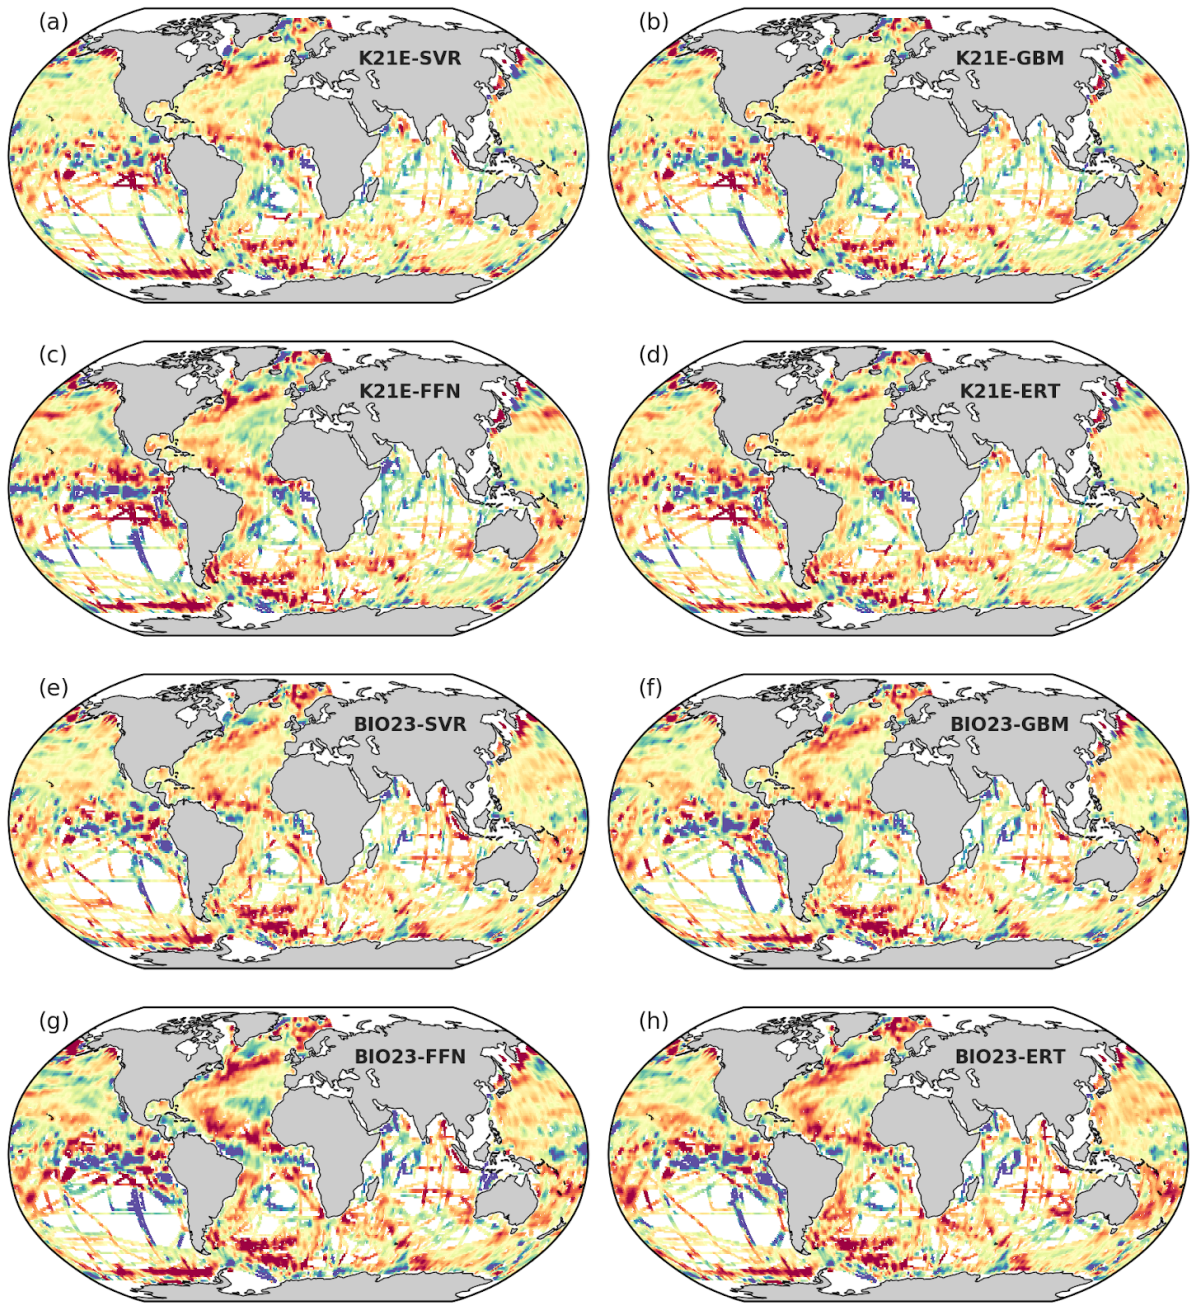 (a) K21E-SVR
(b) K21E-GBM
(c) K21E-FFN
(d) K21E-ERT
(e) BIO23-SVR
(f) BIO23-GBM
(g) BIO23-FFN
(h) BIO23-ERT